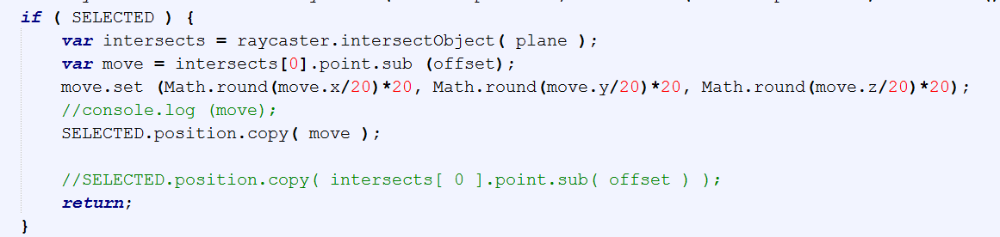 if ( SELECTED ) {
var intersects = raycaster.intersectObject( plane );
var move = intersects[0].point.sub (offset);
move.set (Math.round(move.x/20)*20, Math.round(move.y/20)*20, Math.round(move.z/20)*20);
//console.log (move);
SELECTED.position.copy( move );
//SELECTED.position.copy( intersects[ 0 ].point.sub( offset ) );
return;
}